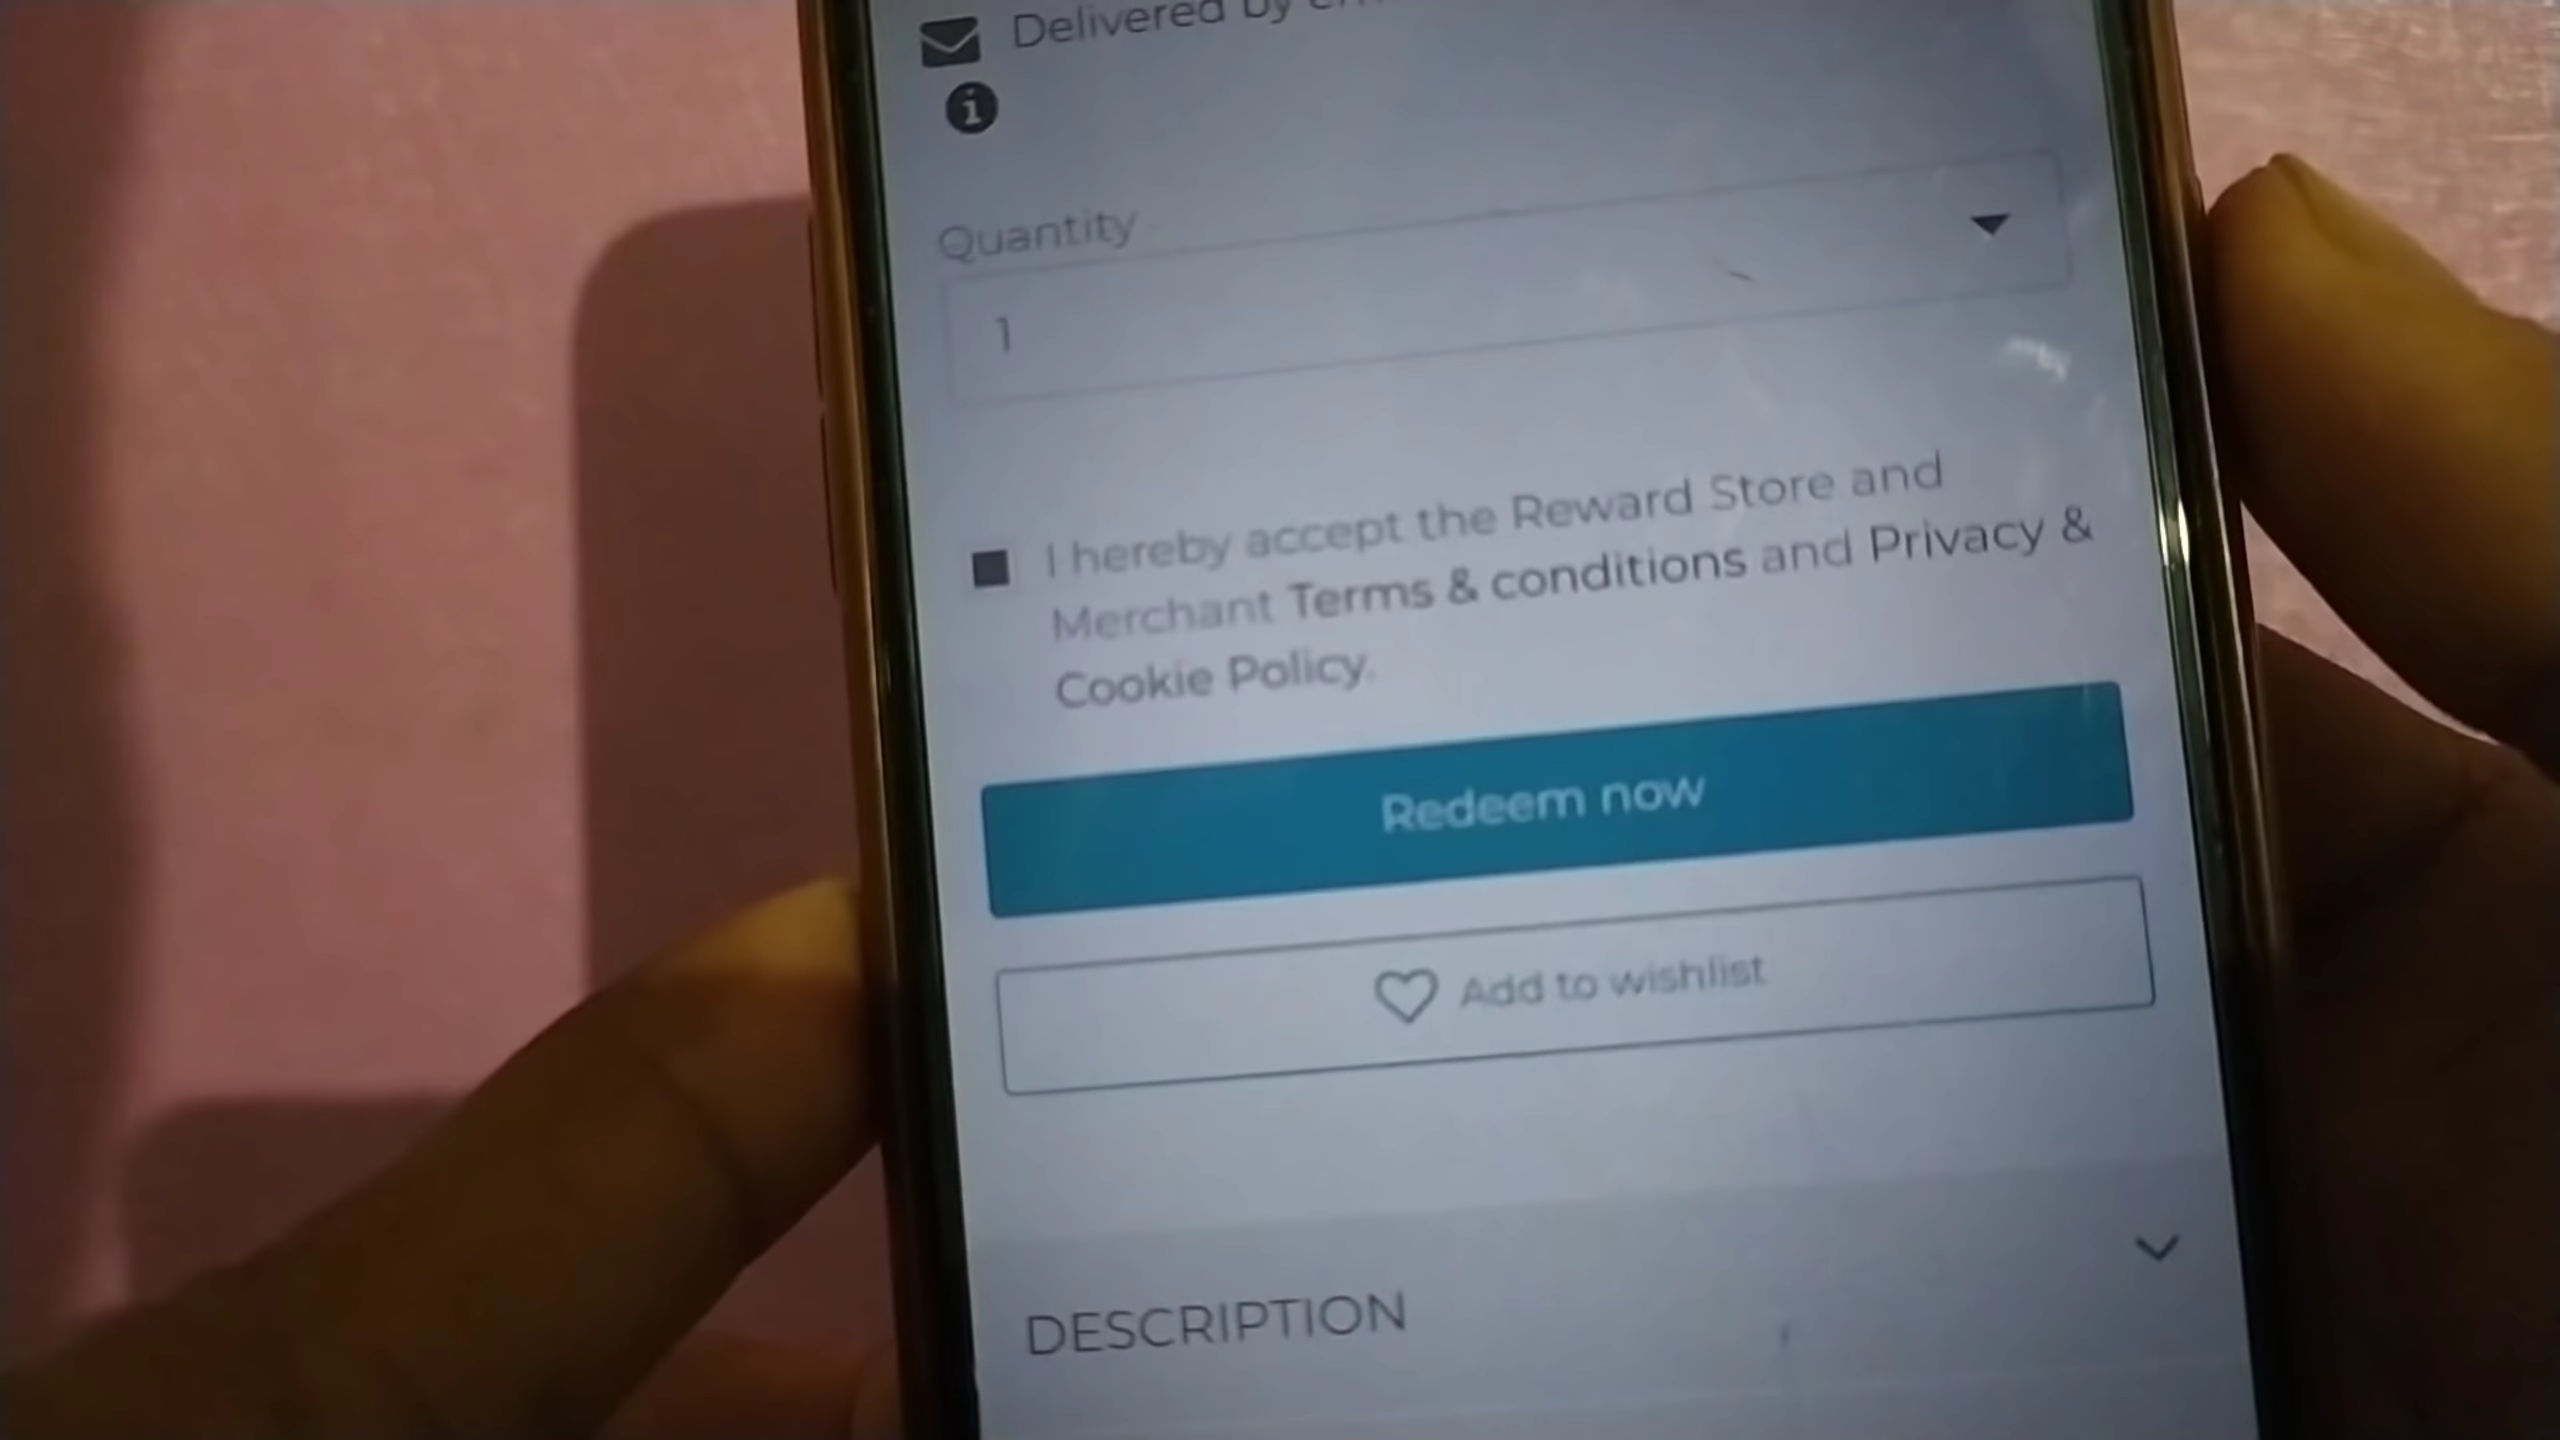 Delivered by
Quantity
1
I hereby accept the Reward Store and
Merchant Terms & conditions and Privacy &
Cookie Policy.
Redeem now
Add to wishlist
DESCRIPTION